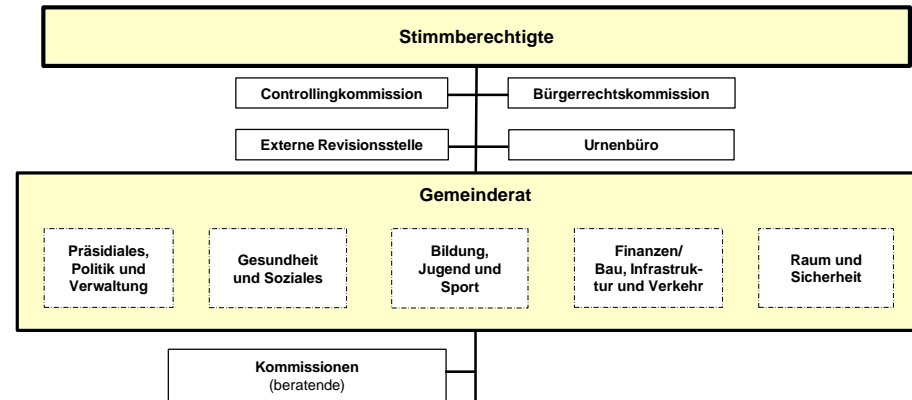 Stimmberechtigte
Controllingkommission
Bürgerrechtskommission
Externe Revisionsstelle
Urnenbüro
Gemeinderat
Präsidiales,
Politik und
Verwaltung
Gesundheit
und Soziales
Bildung,
Jugend und
Sport
Finanzen/
Bau, Infrastruk-
tur und Verkehr
Raum und
Sicherheit
Kommissionen
(beratende)